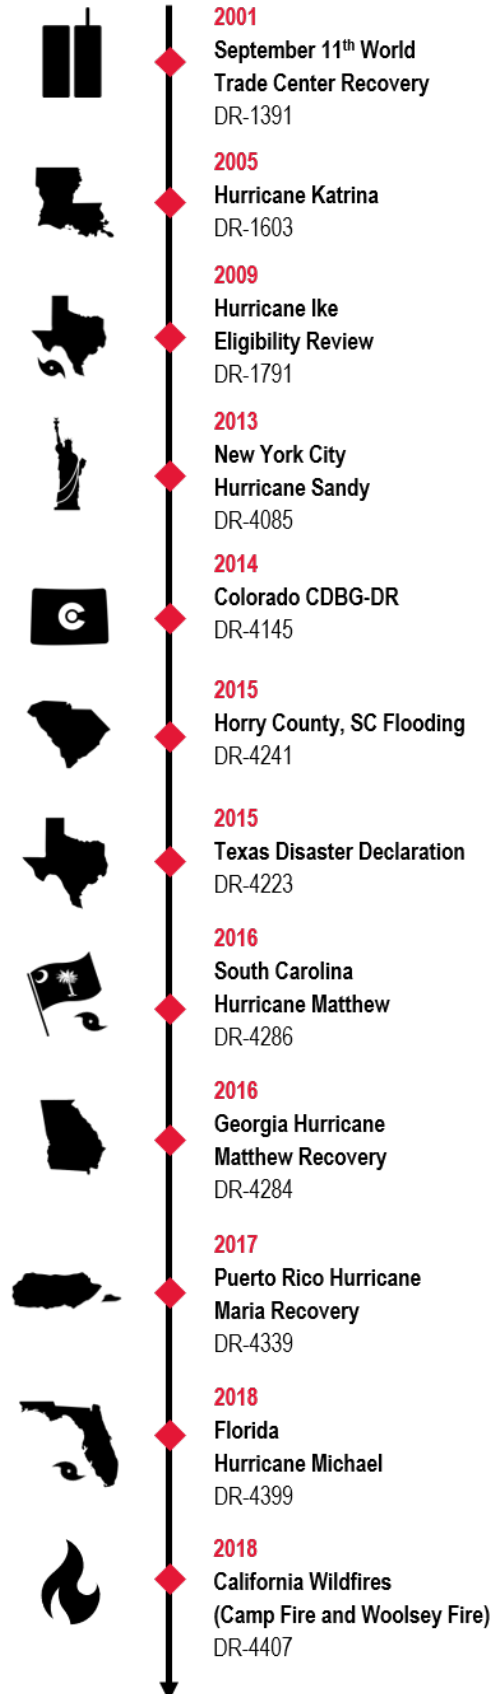 2001
September 11th World
Trade Center Recovery
DR-1391
2005
Hurricane Katrina
DR-1603
2009
Hurricane Ike
Eligibility Review
DR-1791
2013
New York City
Hurricane Sandy
DR-4085
2014
Colorado CDBG-DR
DR-4145
2015
Horry County, SC Flooding
DR-4241
2015
Texas Disaster Declaration
DR-4223
2016
South Carolina
Hurricane Matthew
DR-4286
2016
Georgia Hurricane
Matthew Recovery
DR-4284
2017
Puerto Rico Hurricane
Maria Recovery
DR-4339
2018
Florida
Hurricane Michael
DR-4399
2018
California Wildfires
(Camp Fire and Woolsey Fire)
DR-4407